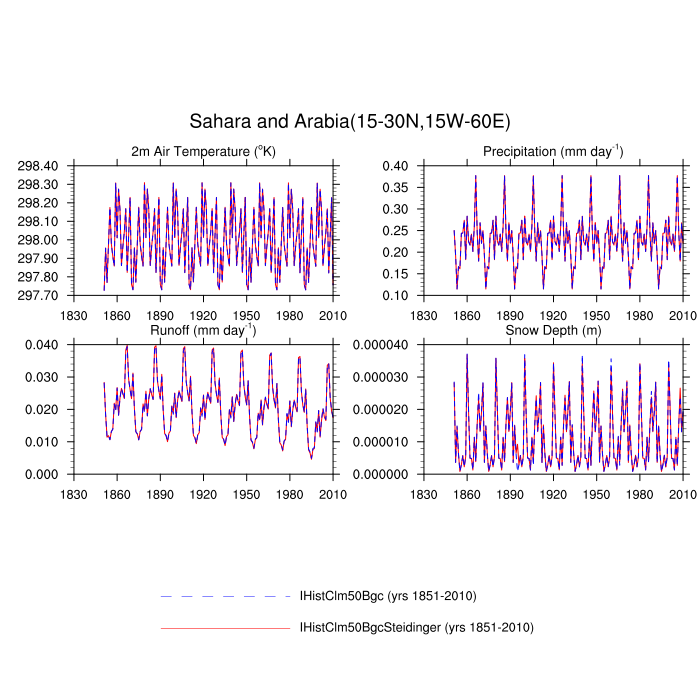 Sahara and Arabia(15-30N,15W-60E)
2m Air Temperature (°K)
298.40
298.30
298.20
298.10
298.00
297.90
297.80
297.70
1830 1860 1890 1920 1950 1980 2010
Precipitation (mm day⁻¹)
0.40
0.35
0.30
0.25
0.20
0.15
0.10
1830 1860 1890 1920 1950 1980 2010
Runoff (mm day⁻¹)
0.040
0.030
0.020
0.010
0.000
1830 1860 1890 1920 1950 1980 2010
Snow Depth (m)
0.000040
0.000030
0.000020
0.000010
0.000000
1830 1860 1890 1920 1950 1980 2010
IHistClm50Bgc (yrs 1851-2010)
IHistClm50BgcSteidinger (yrs 1851-2010)